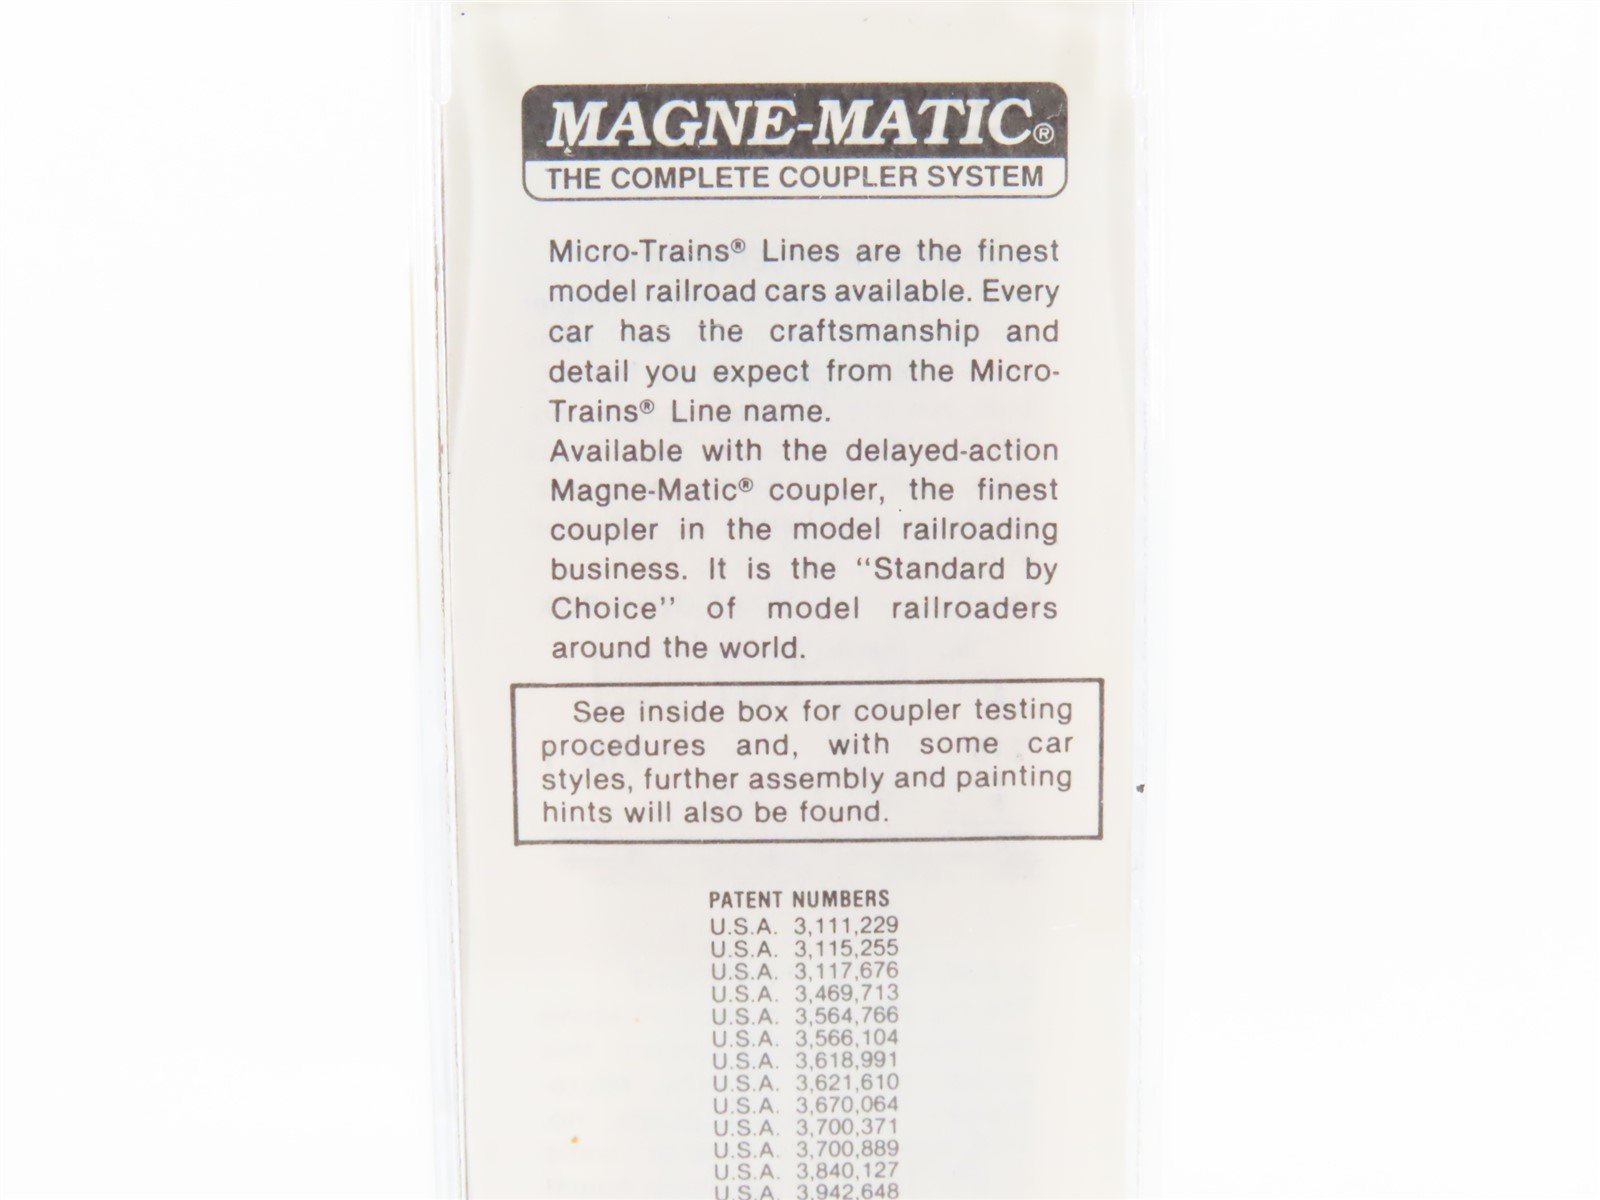 MAGNE-MATIC®
THE COMPLETE COUPLER SYSTEM
Micro-Trains® Lines are the finest
model railroad cars available. Every
car has the craftsmanship and
detail you expect from the Micro-
Trains® Line name.
Available with the delayed-action
Magne-Matic® coupler, the finest
coupler in the model railroading
business. It is the “Standard by
Choice” of model railroaders
around the world.
See inside box for coupler testing
procedures and, with some car
styles, further assembly and painting
hints will also be found.
PATENT NUMBERS
U.S.A. 3,111,229
U.S.A. 3,115,255
U.S.A. 3,117,676
U.S.A. 3,469,713
U.S.A. 3,564,766
U.S.A. 3,566,104
U.S.A. 3,618,991
U.S.A. 3,621,610
U.S.A. 3,670,064
U.S.A. 3,700,371
U.S.A. 3,700,889
U.S.A. 3,840,127
U.S.A. 3,942,648